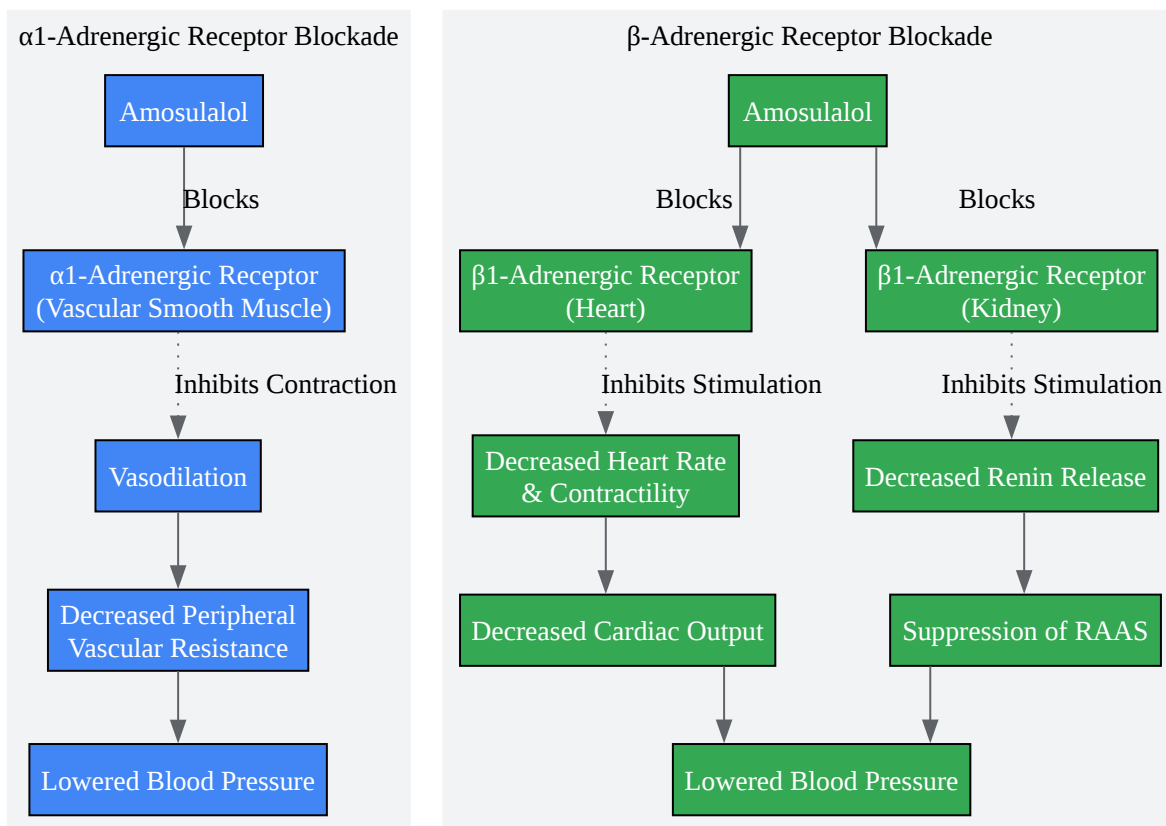 α1-Adrenergic Receptor Blockade
Amosulalol
Blocks
α1-Adrenergic Receptor
(Vascular Smooth Muscle)
Inhibits Contraction
Vasodilation
Decreased Peripheral
Vascular Resistance
Lowered Blood Pressure
β-Adrenergic Receptor Blockade
Amosulalol
Blocks
Blocks
β1-Adrenergic Receptor
(Heart)
β1-Adrenergic Receptor
(Kidney)
Inhibits Stimulation
Inhibits Stimulation
Decreased Heart Rate
& Contractility
Decreased Renin Release
Decreased Cardiac Output
Suppression of RAAS
Lowered Blood Pressure